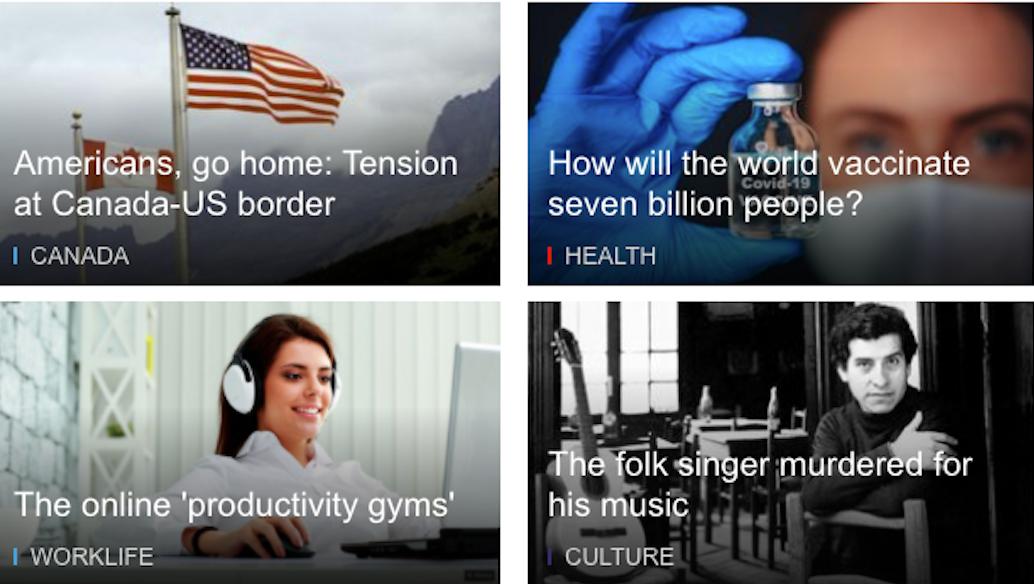 Americans, go home: Tension
at Canada-US border
CANADA
How will the world vaccinate
seven billion people?
Covid-19
HEALTH
The online 'productivity gyms'
WORKLIFE
The folk singer murdered for
his music
CULTURE